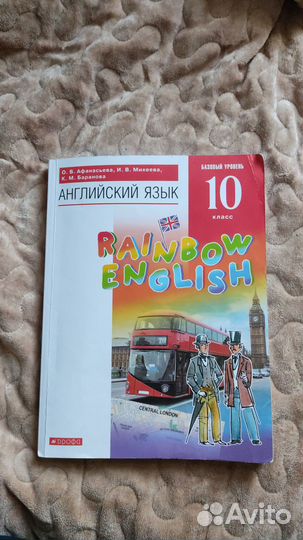 О. В. Афанасьева, И. В. Михеева,
К. М. Баранова
АНГЛИЙСКИЙ ЯЗЫК
БАЗОВЫЙ УРОВЕНЬ
10
класс
RAINBOW
ENGLISH
CENTRAL LONDON
ДРОФА
Avito